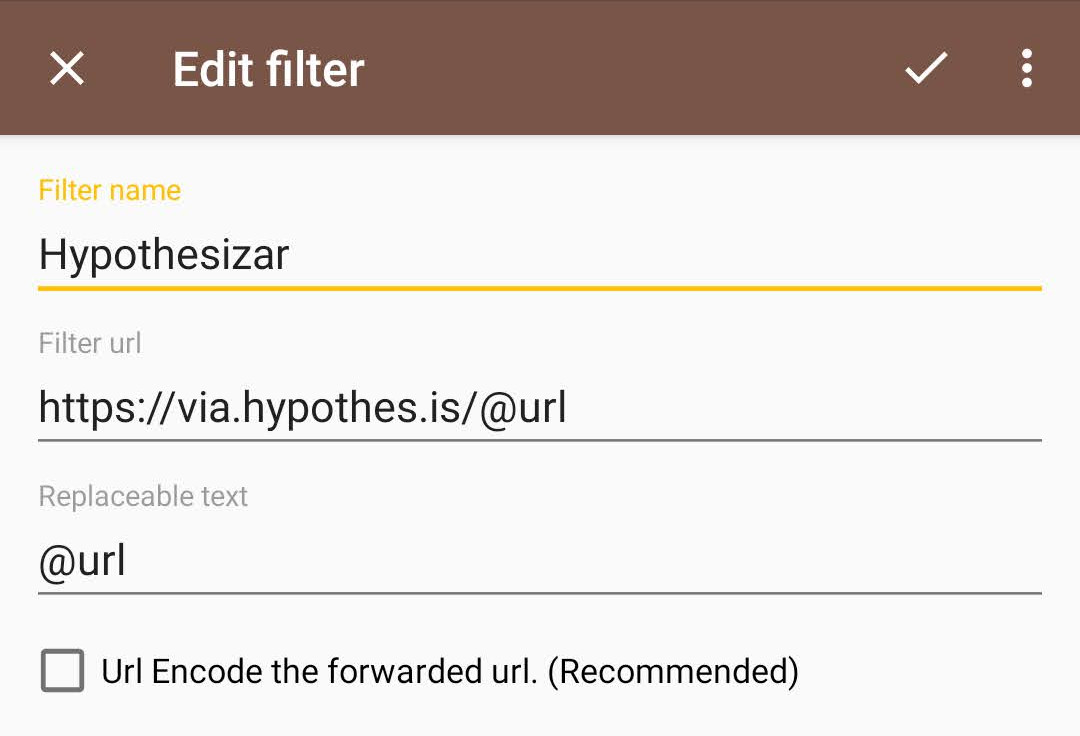 Edit filter
Filter name
Hypothesizar
Filter url
https://via.hypothes.is/@url
Replaceable text
@url
Url Encode the forwarded url. (Recommended)